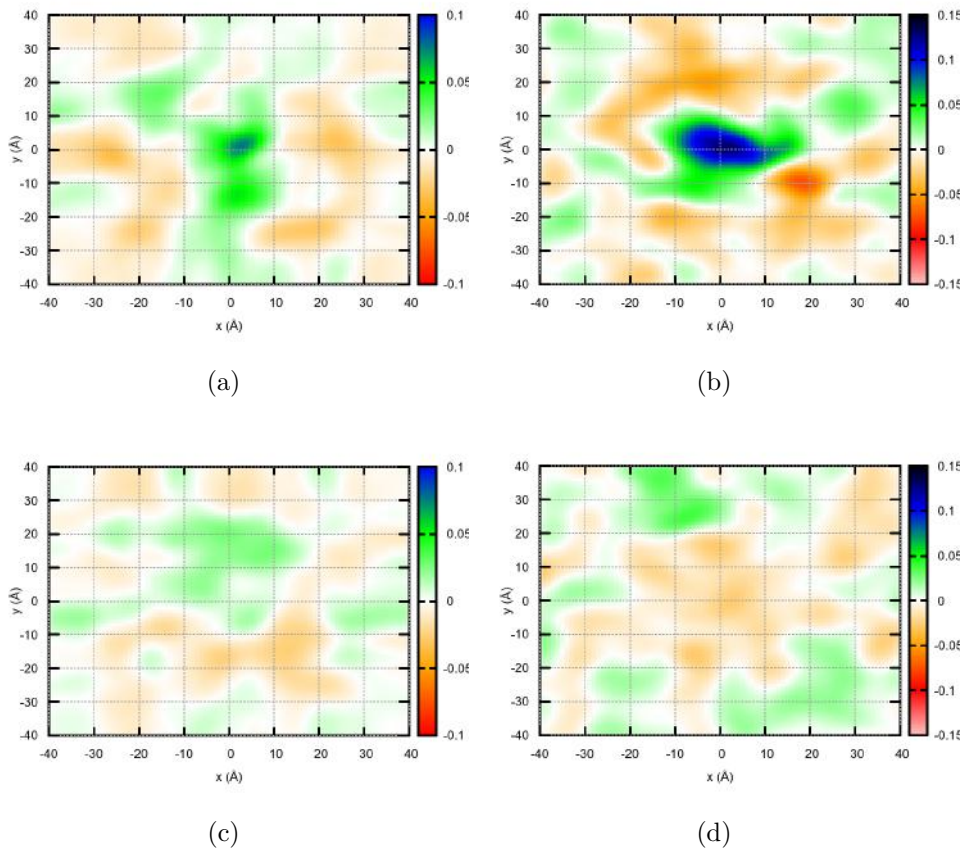 40 30 20 10 0 -10 -20 -30 -40
y (Å)
-40 -30 -20 -10 0 10 20 30 40
x (Å)
0.1 0.05 0 -0.05 -0.1
(a)
40 30 20 10 0 -10 -20 -30 -40
y (Å)
-40 -30 -20 -10 0 10 20 30 40
x (Å)
0.15 0.1 0.05 0 -0.05 -0.1 -0.15
(b)
40 30 20 10 0 -10 -20 -30 -40
y (Å)
-40 -30 -20 -10 0 10 20 30 40
x (Å)
0.1 0.05 0 -0.05 -0.1
(c)
40 30 20 10 0 -10 -20 -30 -40
y (Å)
-40 -30 -20 -10 0 10 20 30 40
x (Å)
0.15 0.1 0.05 0 -0.05 -0.1 -0.15
(d)